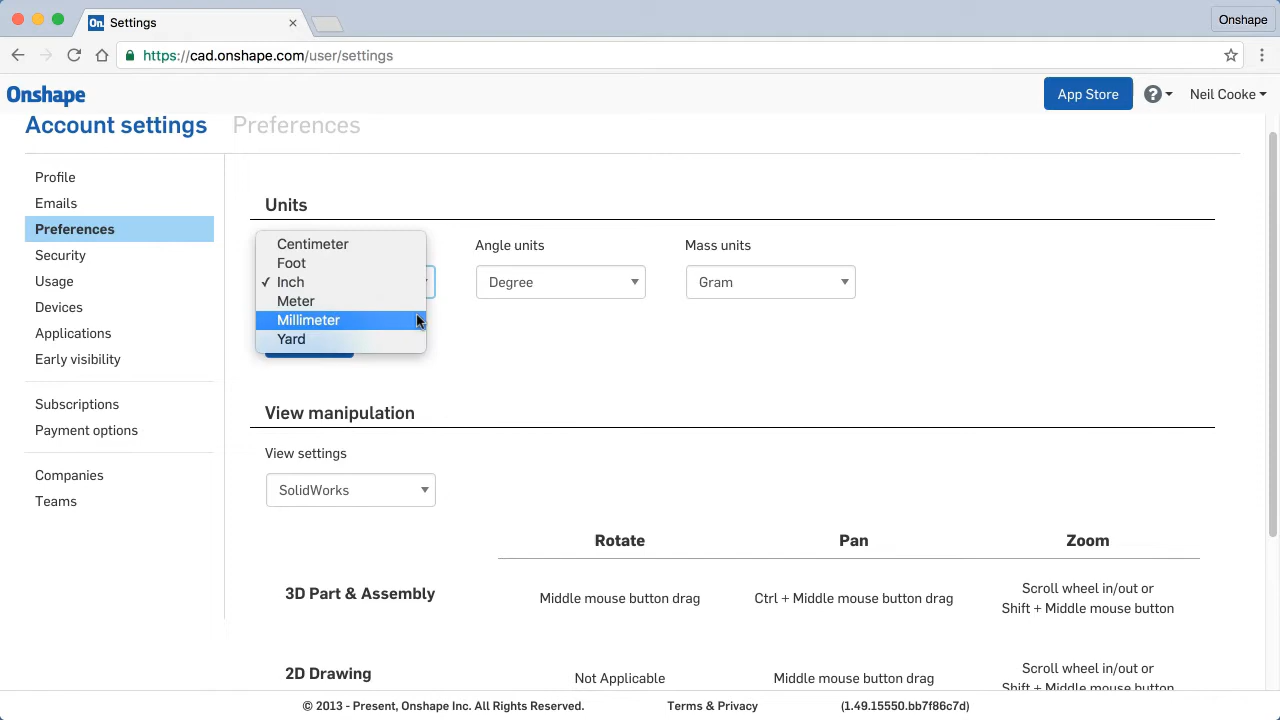 On. Settings
Onshape
https://cad.onshape.com/user/settings
Onshape
App Store
Neil Cooke
Account settings
Preferences
Profile
Emails
Preferences
Security
Usage
Devices
Applications
Early visibility
Subscriptions
Payment options
Companies
Teams
Units
Centimeter
Foot
✓ Inch
Meter
Millimeter
Yard
Angle units
Degree
Mass units
Gram
View manipulation
View settings
SolidWorks
Rotate
Pan
Zoom
3D Part & Assembly
Middle mouse button drag
Ctrl + Middle mouse button drag
Scroll wheel in/out or
Shift + Middle mouse button
2D Drawing
Not Applicable
Middle mouse button drag
Scroll wheel in/out or
Shift + Middle mouse button
© 2013 - Present, Onshape Inc. All Rights Reserved.
Terms & Privacy
(1.49.15550.bb7f86c7d)